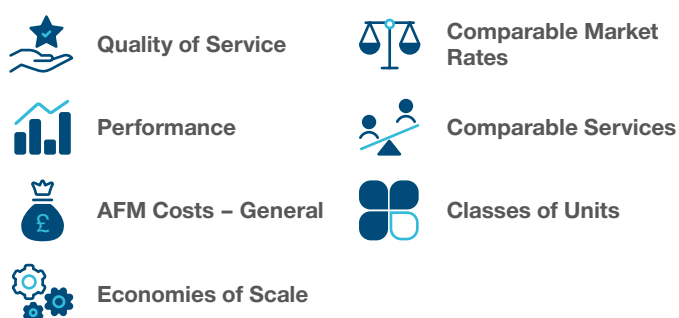 Quality of Service
Performance
£
AFM Costs – General
Economies of Scale
Comparable Market
Rates
Comparable Services
Classes of Units